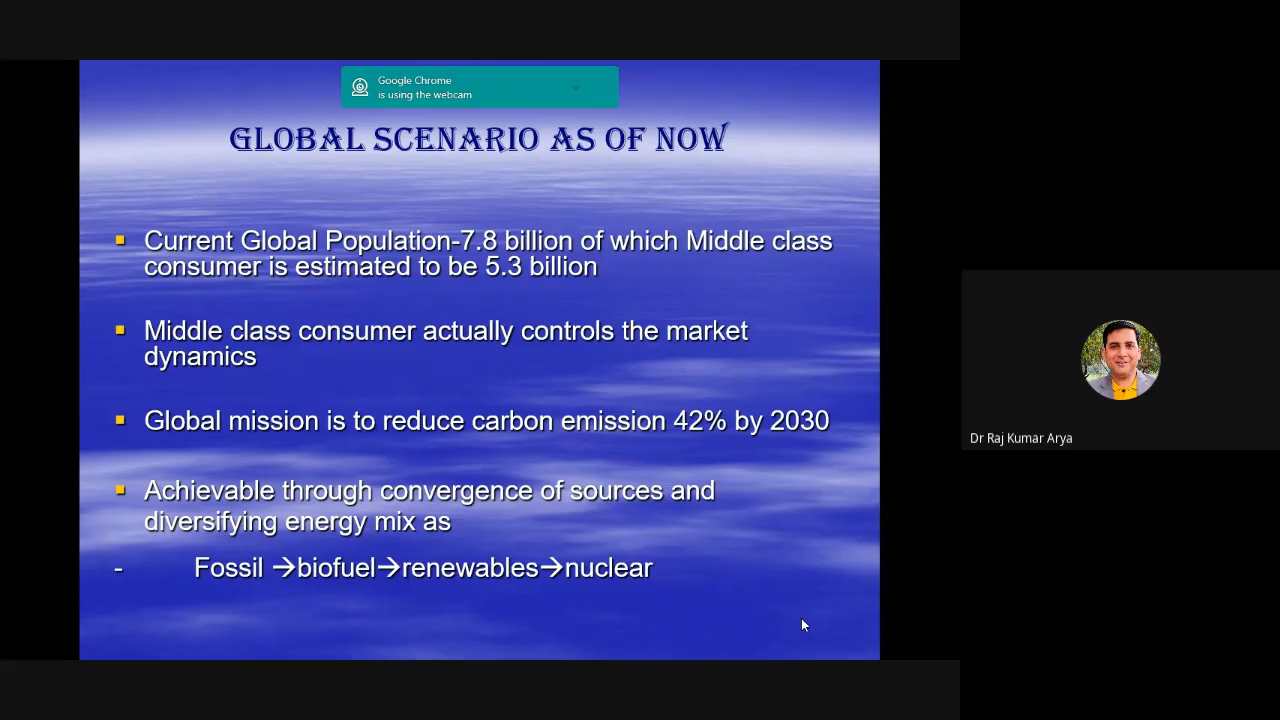 Google Chrome
is using the webcam
GLOBAL SCENARIO AS OF NOW
▪ Current Global Population-7.8 billion of which Middle class
consumer is estimated to be 5.3 billion
▪ Middle class consumer actually controls the market
dynamics
▪ Global mission is to reduce carbon emission 42% by 2030
▪ Achievable through convergence of sources and
diversifying energy mix as
- Fossil →biofuel→renewables→nuclear
Dr Raj Kumar Arya